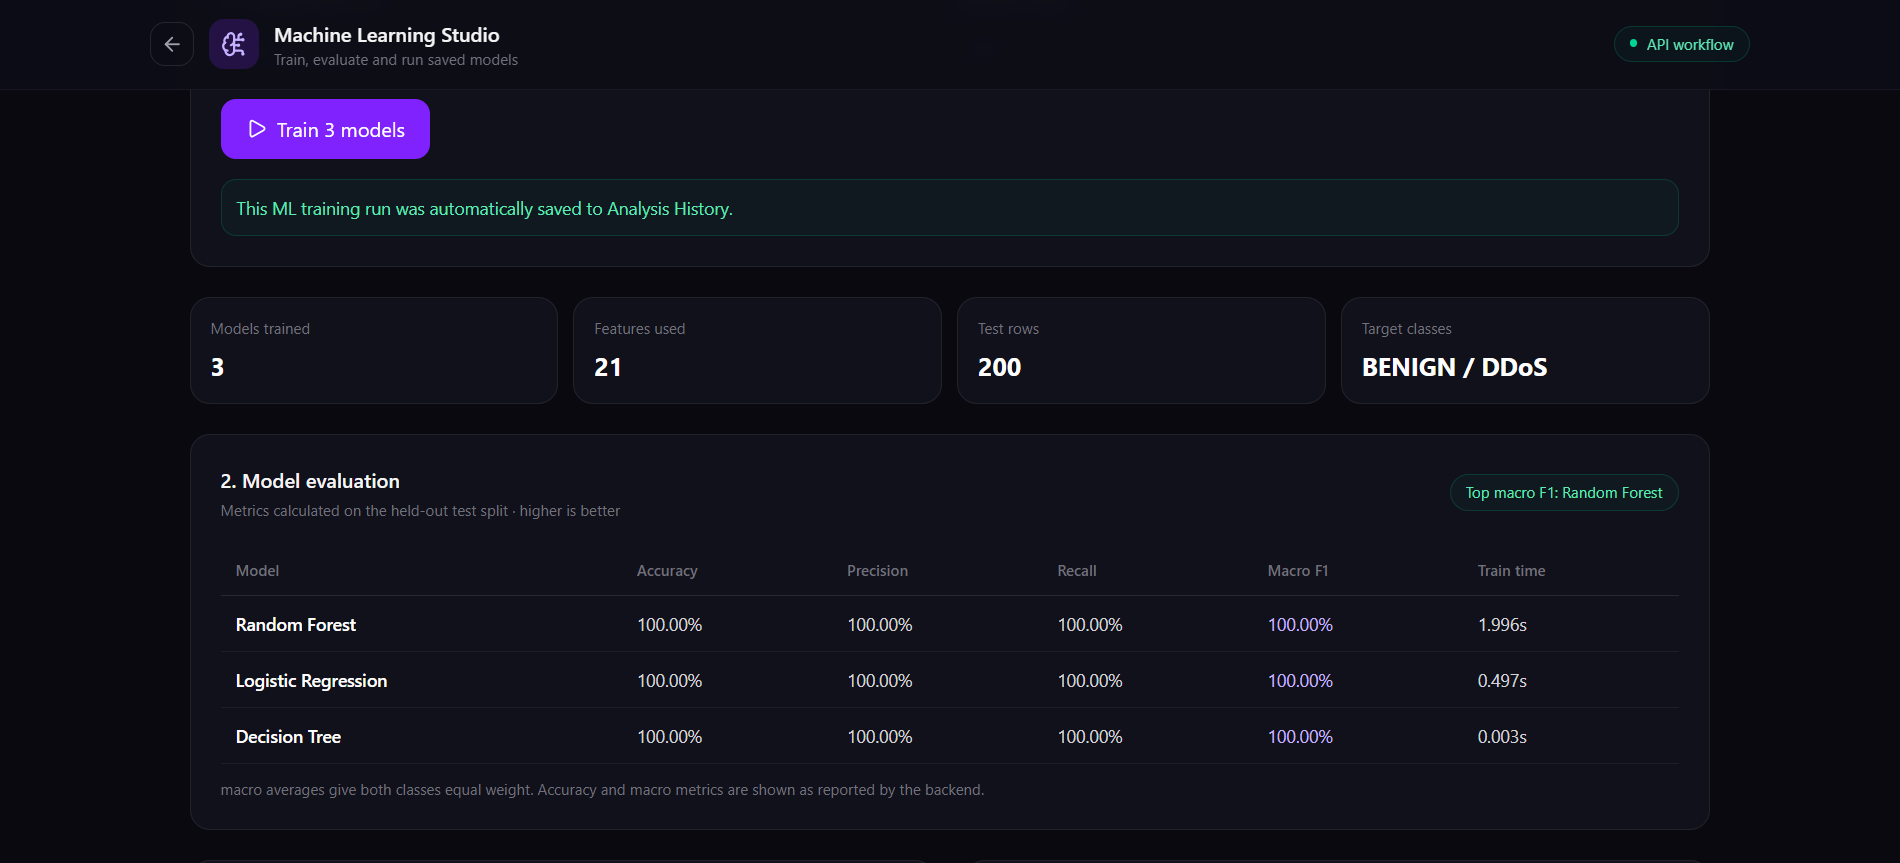 Machine Learning Studio
Train, evaluate and run saved models
API workflow
Train 3 models
This ML training run was automatically saved to Analysis History.
Models trained
3
Features used
21
Test rows
200
Target classes
BENIGN / DDoS
2. Model evaluation
Metrics calculated on the held-out test split · higher is better
Top macro F1: Random Forest
Model Accuracy Precision Recall Macro F1 Train time
Random Forest 100.00% 100.00% 100.00% 100.00% 1.996s
Logistic Regression 100.00% 100.00% 100.00% 100.00% 0.497s
Decision Tree 100.00% 100.00% 100.00% 100.00% 0.003s
macro averages give both classes equal weight. Accuracy and macro metrics are shown as reported by the backend.